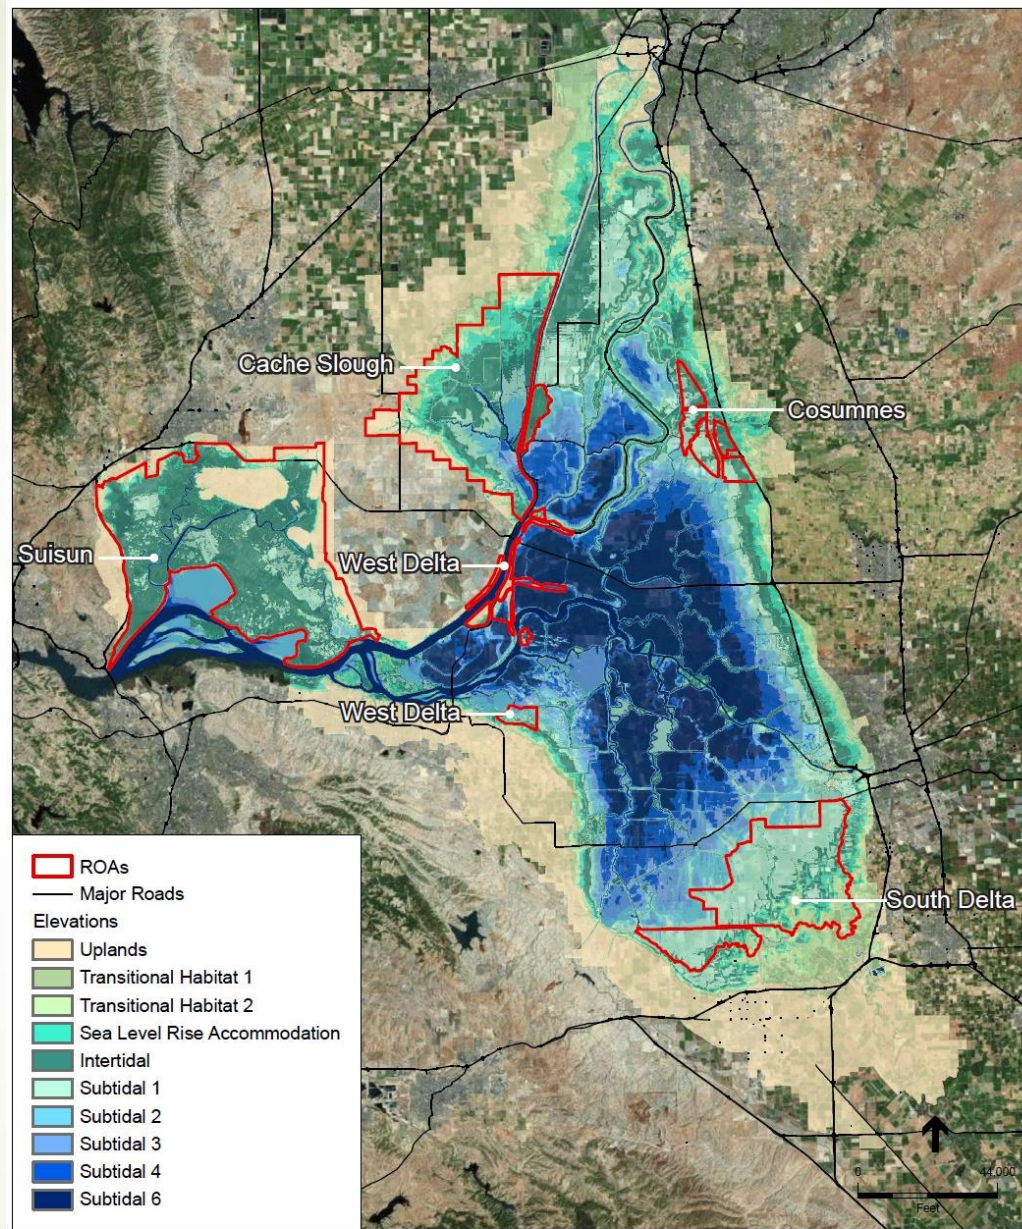 Cache Slough
Cosumnes
Suisun
West Delta
West Delta
South Delta
ROAs
Major Roads
Elevations
Uplands
Transitional Habitat 1
Transitional Habitat 2
Sea Level Rise Accommodation
Intertidal
Subtidal 1
Subtidal 2
Subtidal 3
Subtidal 4
Subtidal 6
0 44,000
Feet